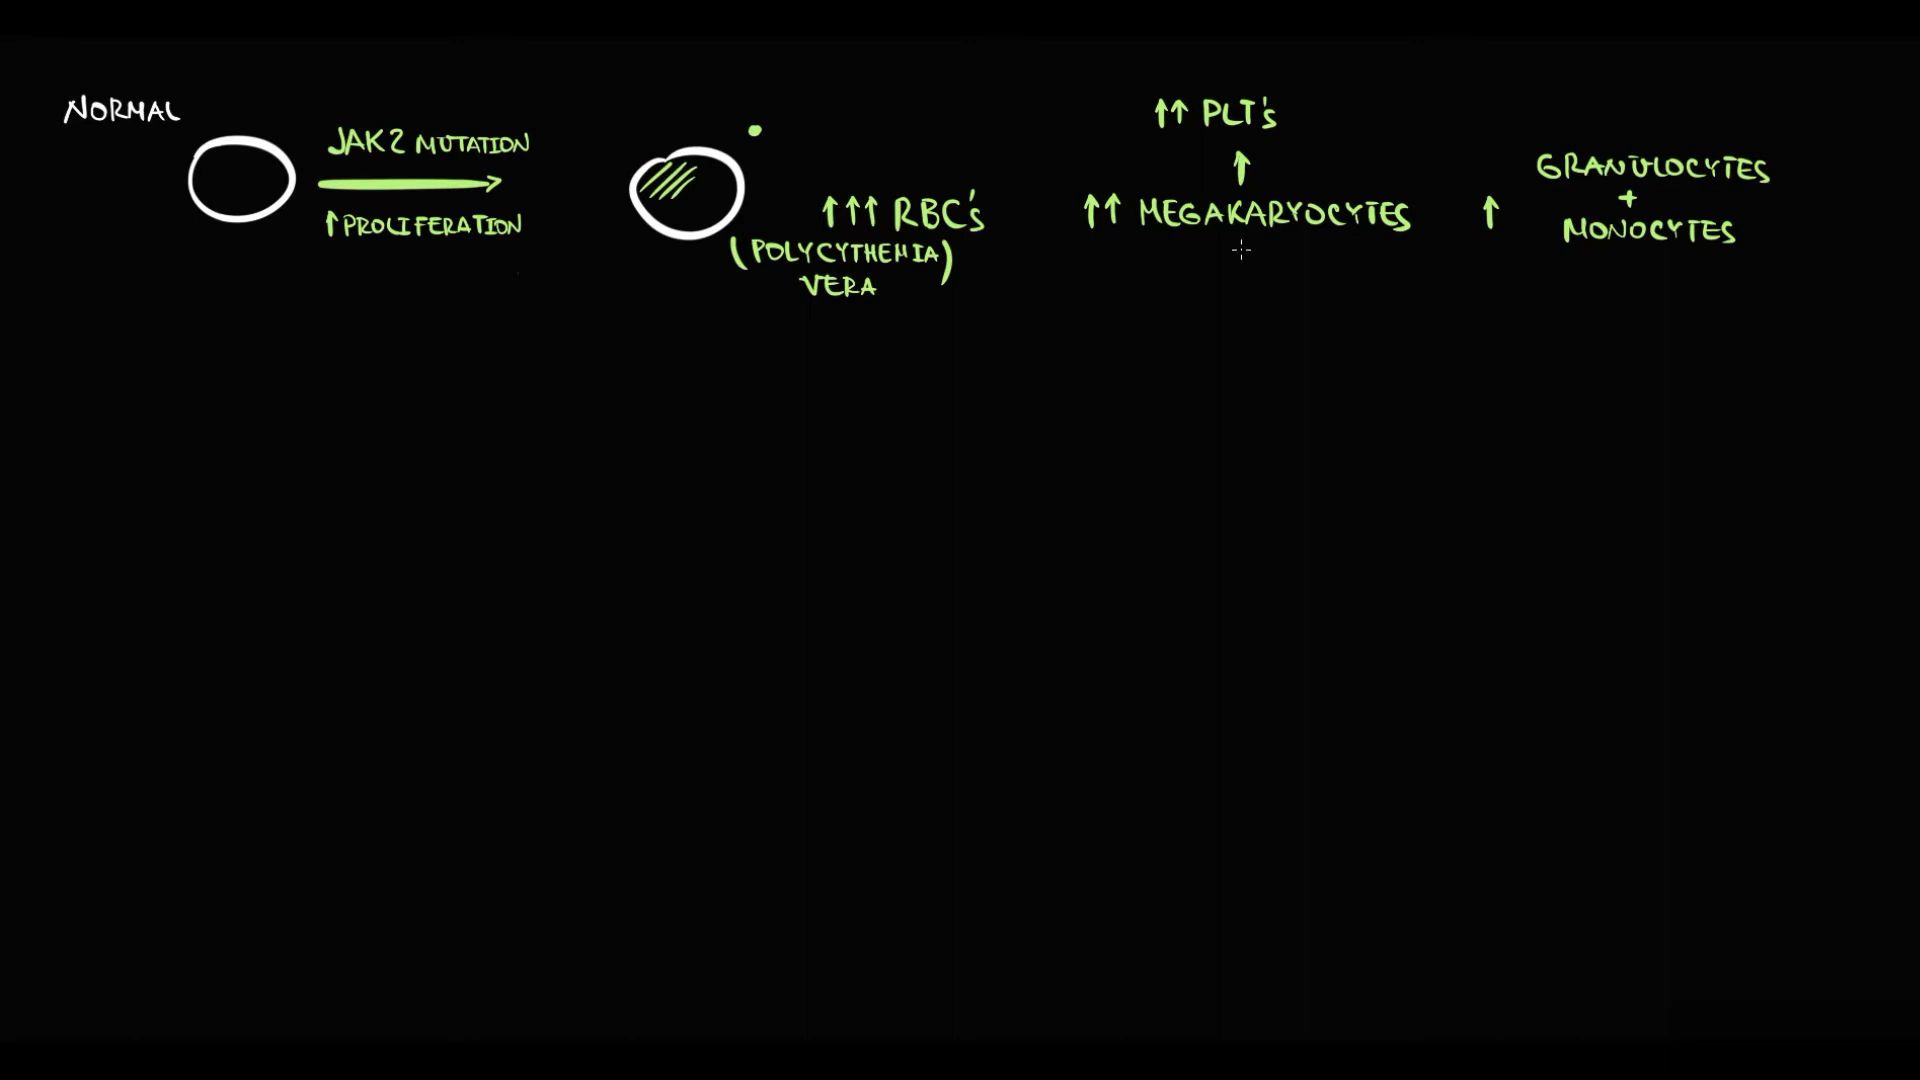 NORMAL
JAK2 MUTATION
↑ PROLIFERATION
↑↑↑ RBC's
(POLYCYTHEMIA)
VERA
↑↑ PLT's
↑
↑↑ MEGAKARYOCYTES
↑ GRANULOCYTES
+
MONOCYTES